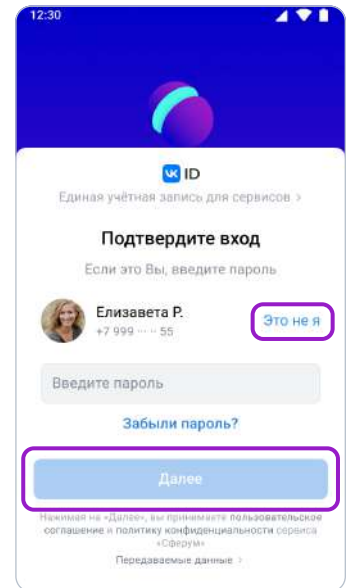 12:30
VK ID
Единая учётная запись для сервисов >
Подтвердите вход
Если это Вы, введите пароль
Елизавета Р.
+7 999 ··· ·· 55
Это не я
Введите пароль
Забыли пароль?
Далее
Нажимая на «Далее», вы принимаете пользовательское
соглашение и политику конфиденциальности сервиса
«Сферум»
Передаваемые данные >